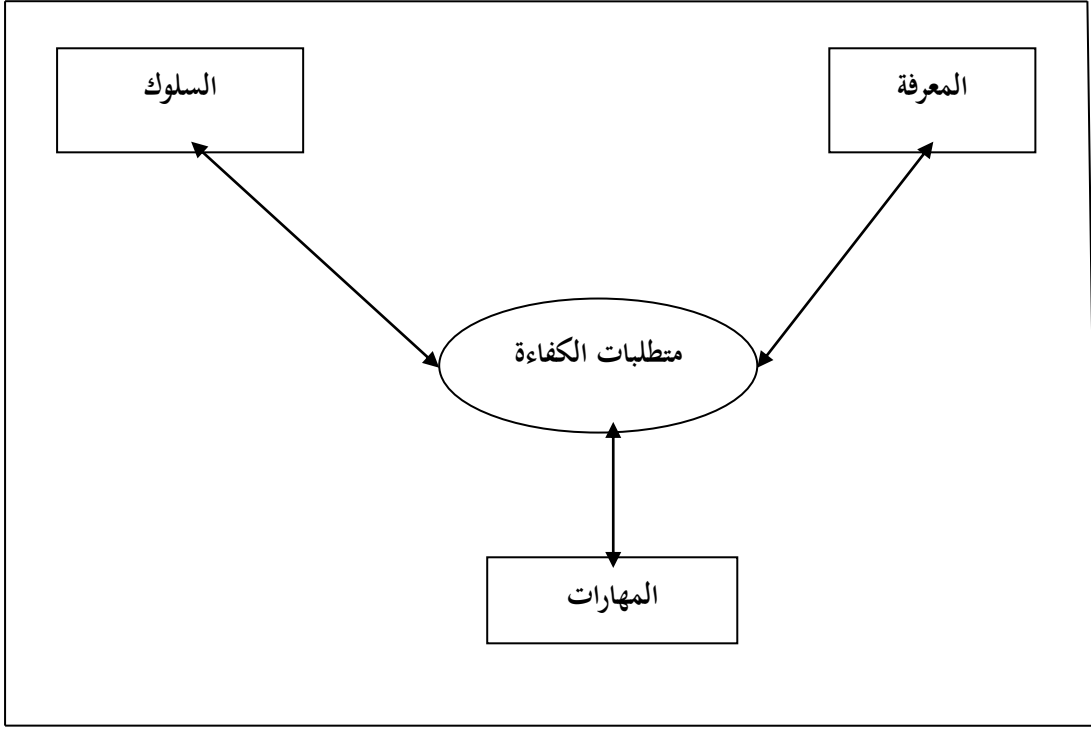 المعرفة
السلوك
متطلبات الكفاءة
المهارات